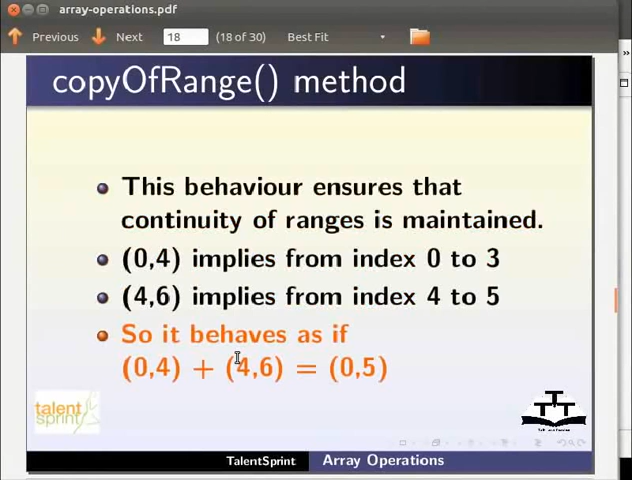 array-operations.pdf
Previous Next 18 (18 of 30) Best Fit
copyOfRange() method
This behaviour ensures that
continuity of ranges is maintained.
(0,4) implies from index 0 to 3
(4,6) implies from index 4 to 5
So it behaves as if
(0,4) + (4,6) = (0,5)
talent
sprint
TalentSprint Array Operations